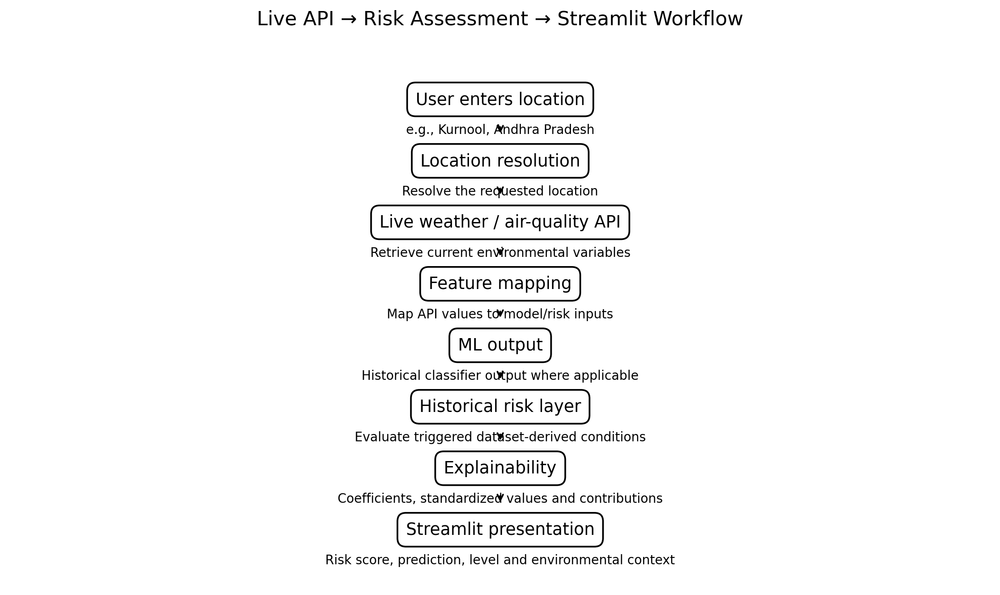 Live API → Risk Assessment → Streamlit Workflow
User enters location
e.g., Kurnool, Andhra Pradesh
Location resolution
Resolve the requested location
Live weather / air-quality API
Retrieve current environmental variables
Feature mapping
Map API values to model/risk inputs
ML output
Historical classifier output where applicable
Historical risk layer
Evaluate triggered dataset-derived conditions
Explainability
Coefficients, standardized values and contributions
Streamlit presentation
Risk score, prediction, level and environmental context